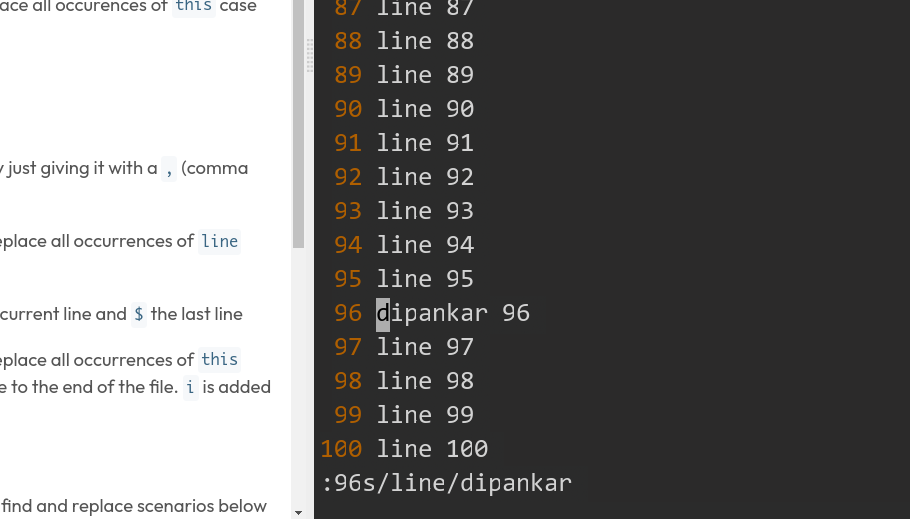 ace all occurences of this case
y just giving it with a , (comma
eplace all occurrences of line
current line and $ the last line
eplace all occurrences of this
e to the end of the file. i is added
find and replace scenarios below
87 line 87
88 line 88
89 line 89
90 line 90
91 line 91
92 line 92
93 line 93
94 line 94
95 line 95
96 dipankar 96
97 line 97
98 line 98
99 line 99
100 line 100
:96s/line/dipankar